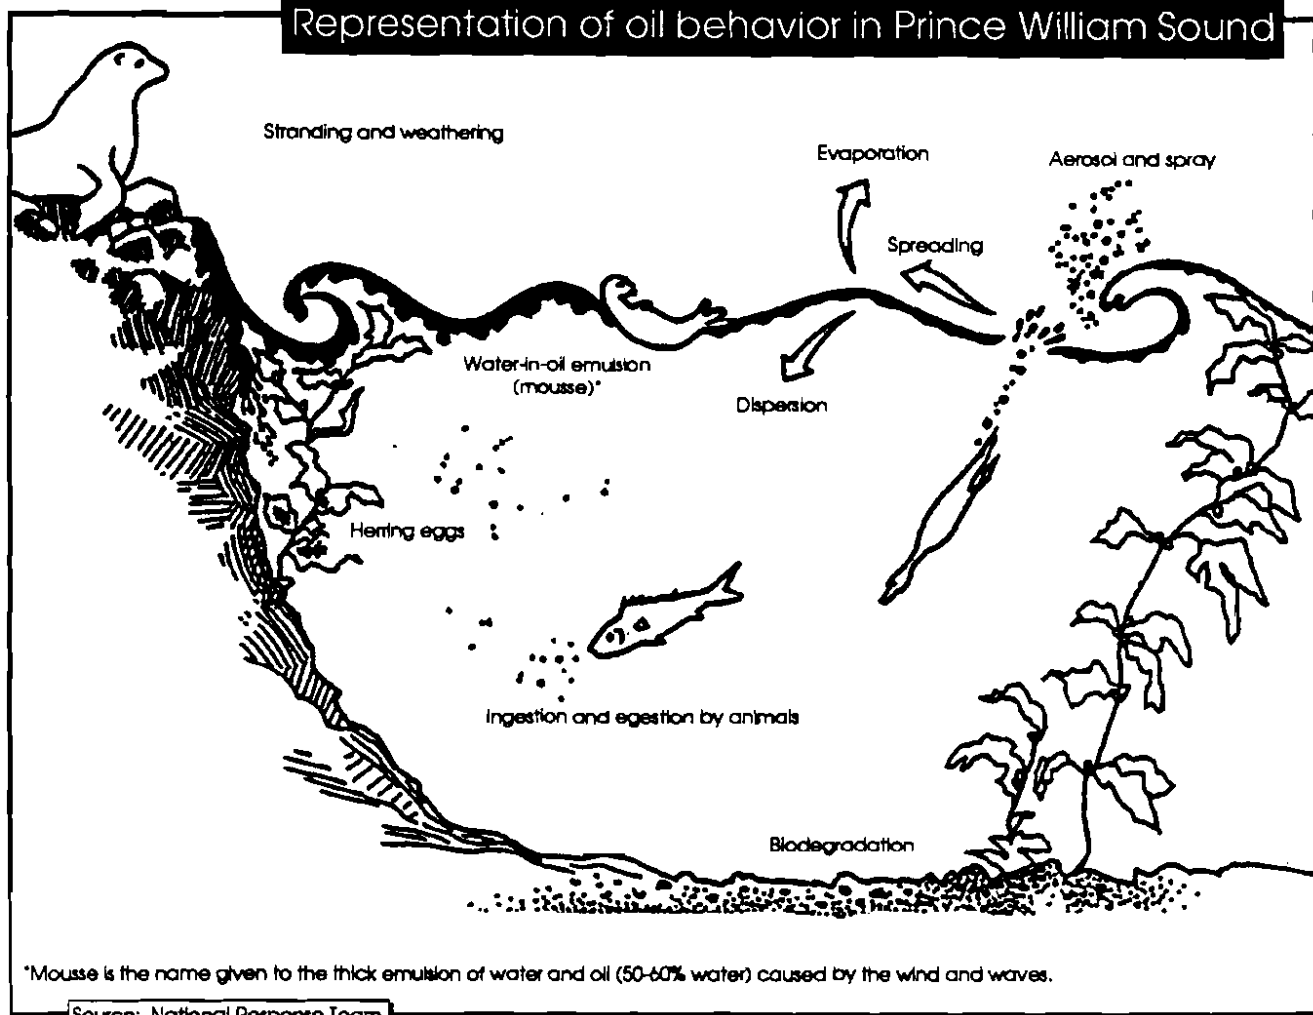 Representation of oil behavior in Prince William Sound
Stranding and weathering
Evaporation
Aerosol and spray
Spreading
Water-in-oil emulsion
(mousse)*
Dispersion
Herring eggs
Ingestion and egestion by animals
Biodegradation
*Mousse is the name given to the thick emulsion of water and oil (50-60% water) caused by the wind and waves.
Source: National Response Team